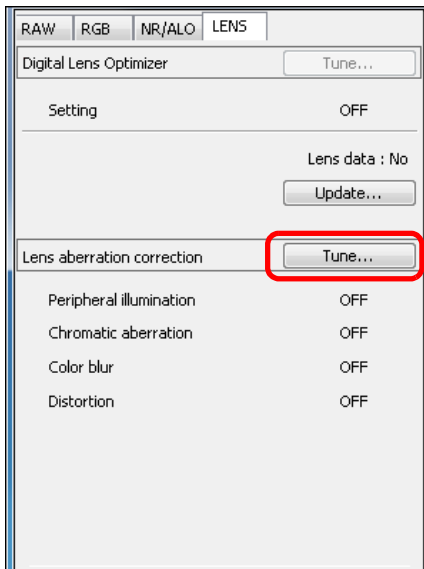 RAW RGB NR/ALO LENS
Digital Lens Optimizer Tune...
Setting OFF
Lens data : No
Update...
Lens aberration correction Tune...
Peripheral illumination OFF
Chromatic aberration OFF
Color blur OFF
Distortion OFF